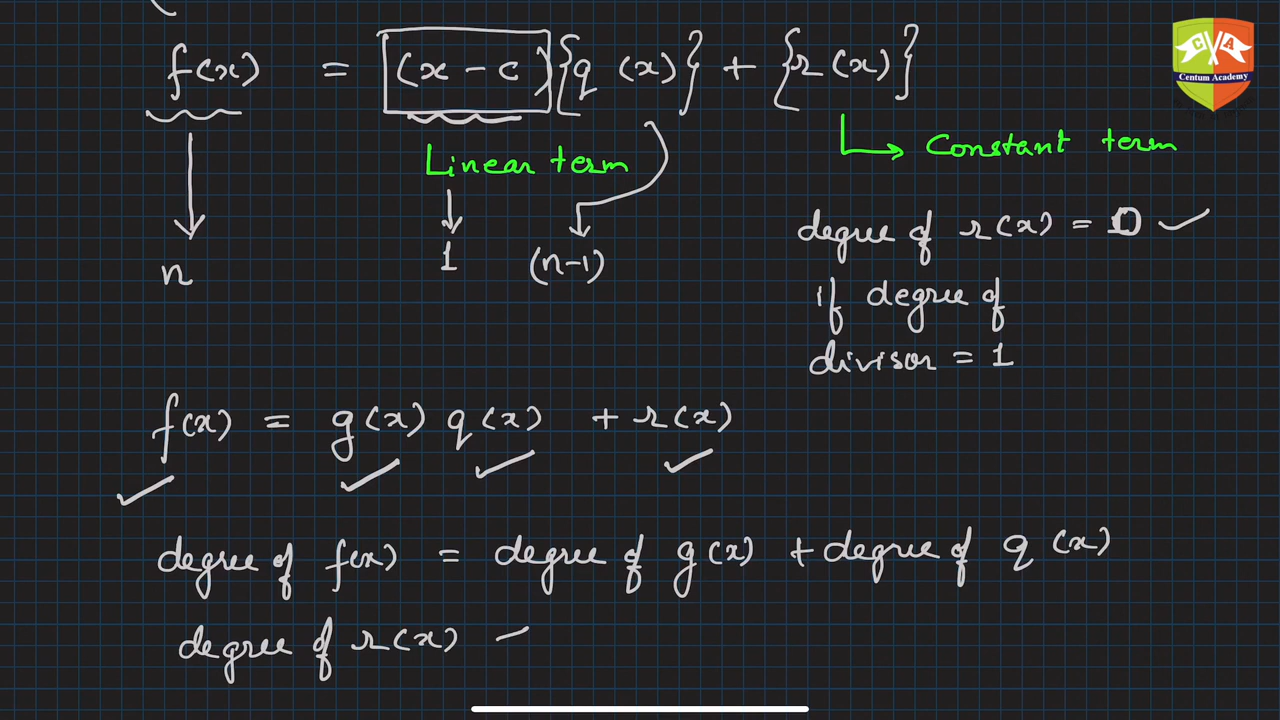 f(x) = (x - c){q(x)} + {r(x)}
C A
Centum Academy
Linear term
Constant term
1
(n-1)
n
degree of r(x) = 0 ✓
if degree of
divisor = 1
f(x) = g(x) q(x) + r(x)
degree of f(x) = degree of g(x) + degree of q(x)
degree of r(x) -